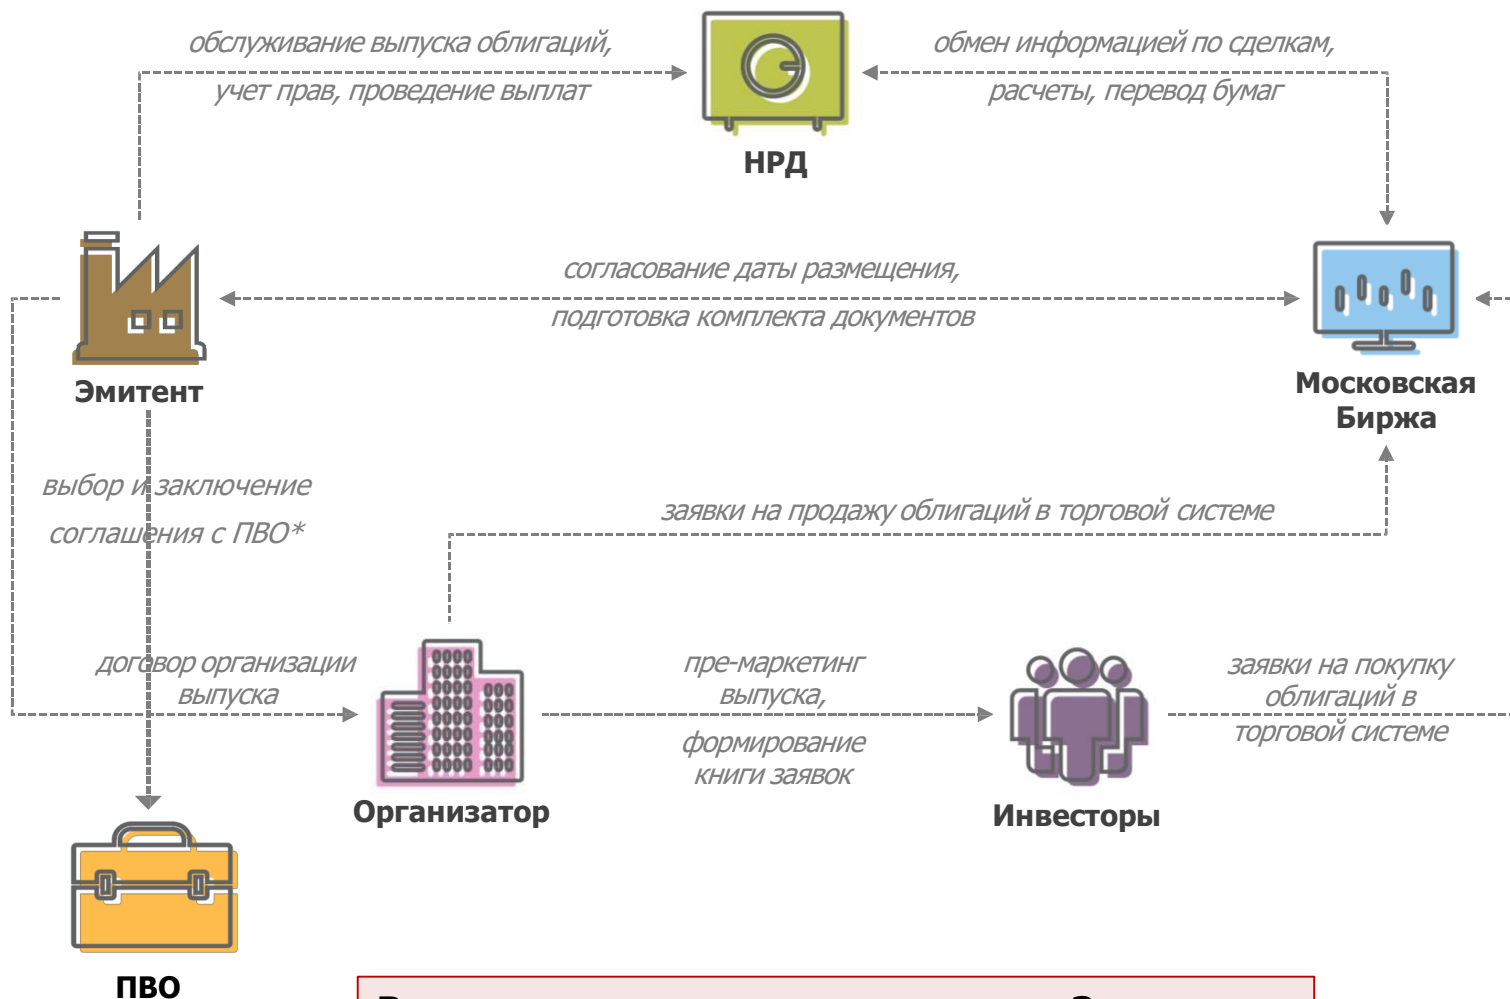 обслуживание выпуска облигаций,
учет прав, проведение выплат
обмен информацией по сделкам,
расчеты, перевод бумаг
НРД
согласование даты размещения,
подготовка комплекта документов
Эмитент
Московская
Биржа
выбор и заключение
соглашения с ПВО*
заявки на продажу облигаций в торговой системе
договор организации
выпуска
пре-маркетинг
выпуска,
формирование
книги заявок
заявки на покупку
облигаций в
торговой системе
Организатор
Инвесторы
ПВО